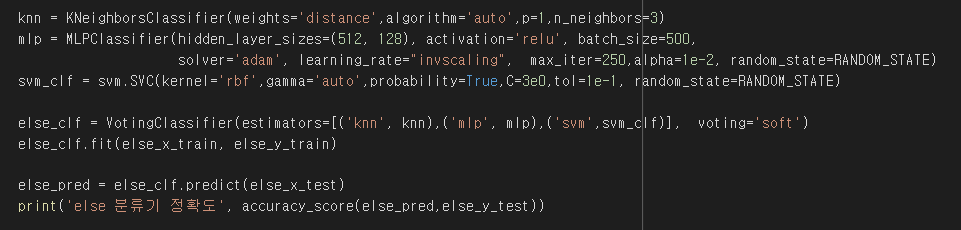 knn = KNeighborsClassifier(weights='distance',algorithm='auto',p=1,n_neighbors=3)
mlp = MLPClassifier(hidden_layer_sizes=(512, 128), activation='relu', batch_size=500,
solver='adam', learning_rate="invscaling",  max_iter=250,alpha=1e-2, random_state=RANDOM_STATE)
svm_clf = svm.SVC(kernel='rbf',gamma='auto',probability=True,C=3e0,tol=1e-1, random_state=RANDOM_STATE)
else_clf = VotingClassifier(estimators=[('knn', knn),('mlp', mlp),('svm',svm_clf)],  voting='soft')
else_clf.fit(else_x_train, else_y_train)
else_pred = else_clf.predict(else_x_test)
print('else 분류기 정확도', accuracy_score(else_pred,else_y_test))